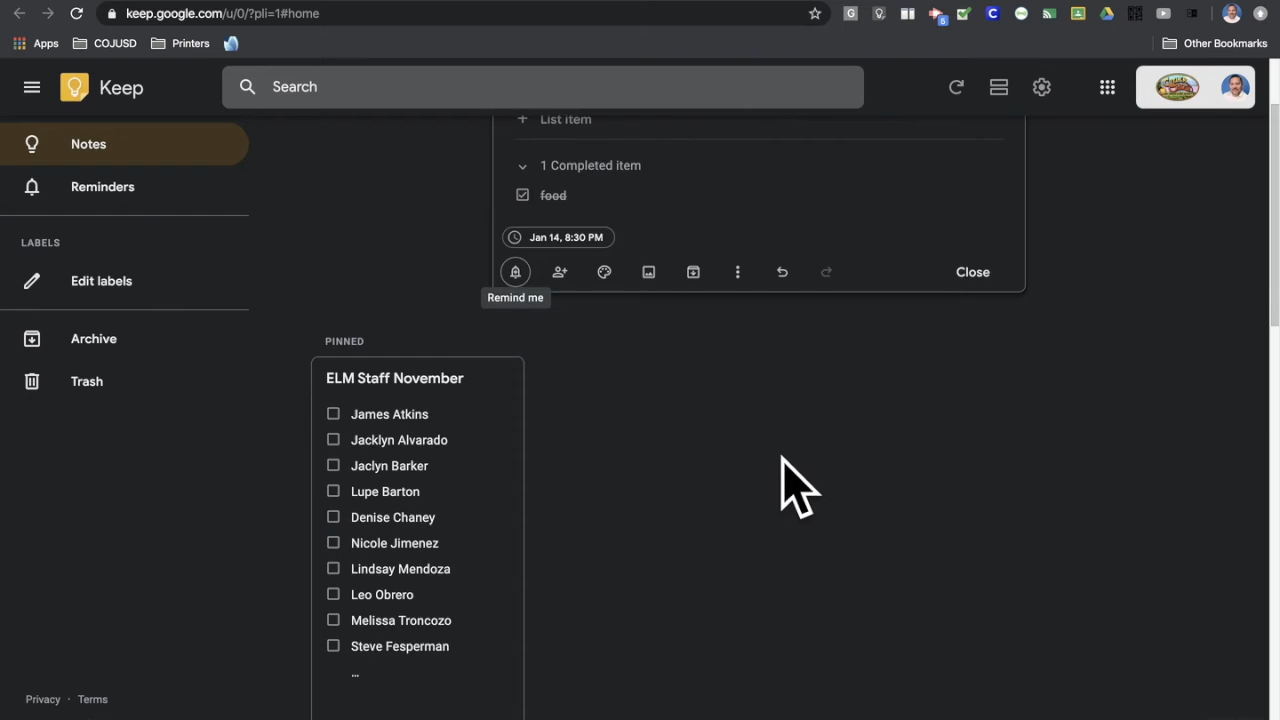 keep.google.com/u/0/?pli=1#home
G
5
C
Apps
COJUSD
Printers
Other Bookmarks
Keep
Search
Notes
Reminders
LABELS
Edit labels
Archive
Trash
Privacy · Terms
+ List item
1 Completed item
food
Jan 14, 8:30 PM
Close
Remind me
PINNED
ELM Staff November
James Atkins
Jacklyn Alvarado
Jaclyn Barker
Lupe Barton
Denise Chaney
Nicole Jimenez
Lindsay Mendoza
Leo Obrero
Melissa Troncozo
Steve Fesperman
...